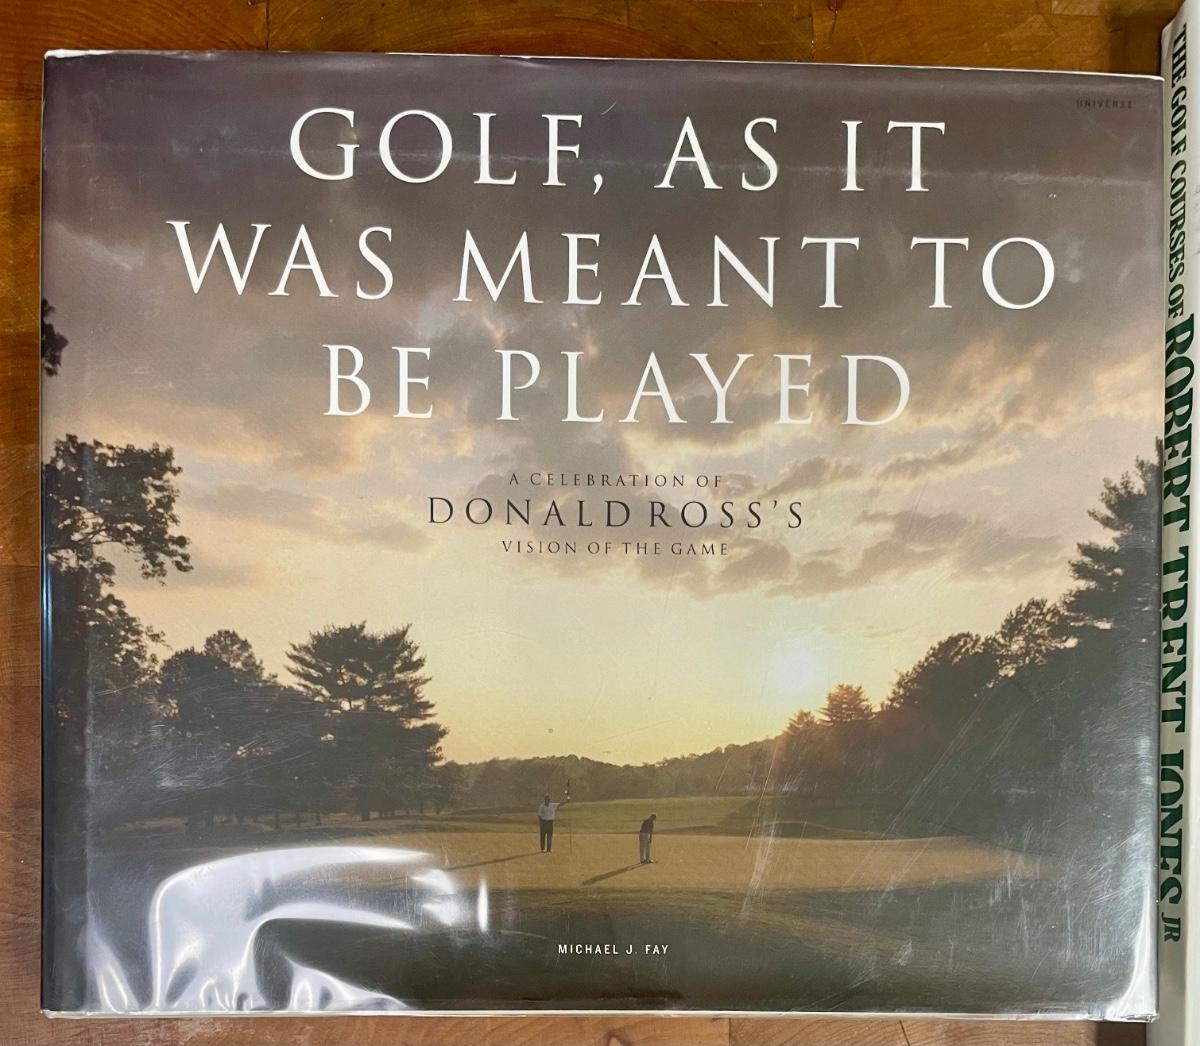 UNIVERSE
GOLF, AS IT
WAS MEANT TO
BE PLAYED
A CELEBRATION OF
DONALD ROSS'S
VISION OF THE GAME
MICHAEL J. FAY
THE GOLF COURSES OF ROBERT TRENT JONES JR